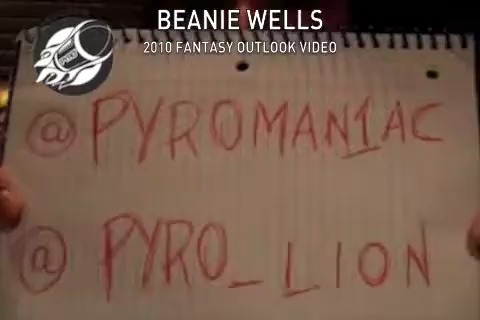 BEANIE WELLS
2010 FANTASY OUTLOOK VIDEO
@PYROMAN1AC
@PYRO_LION